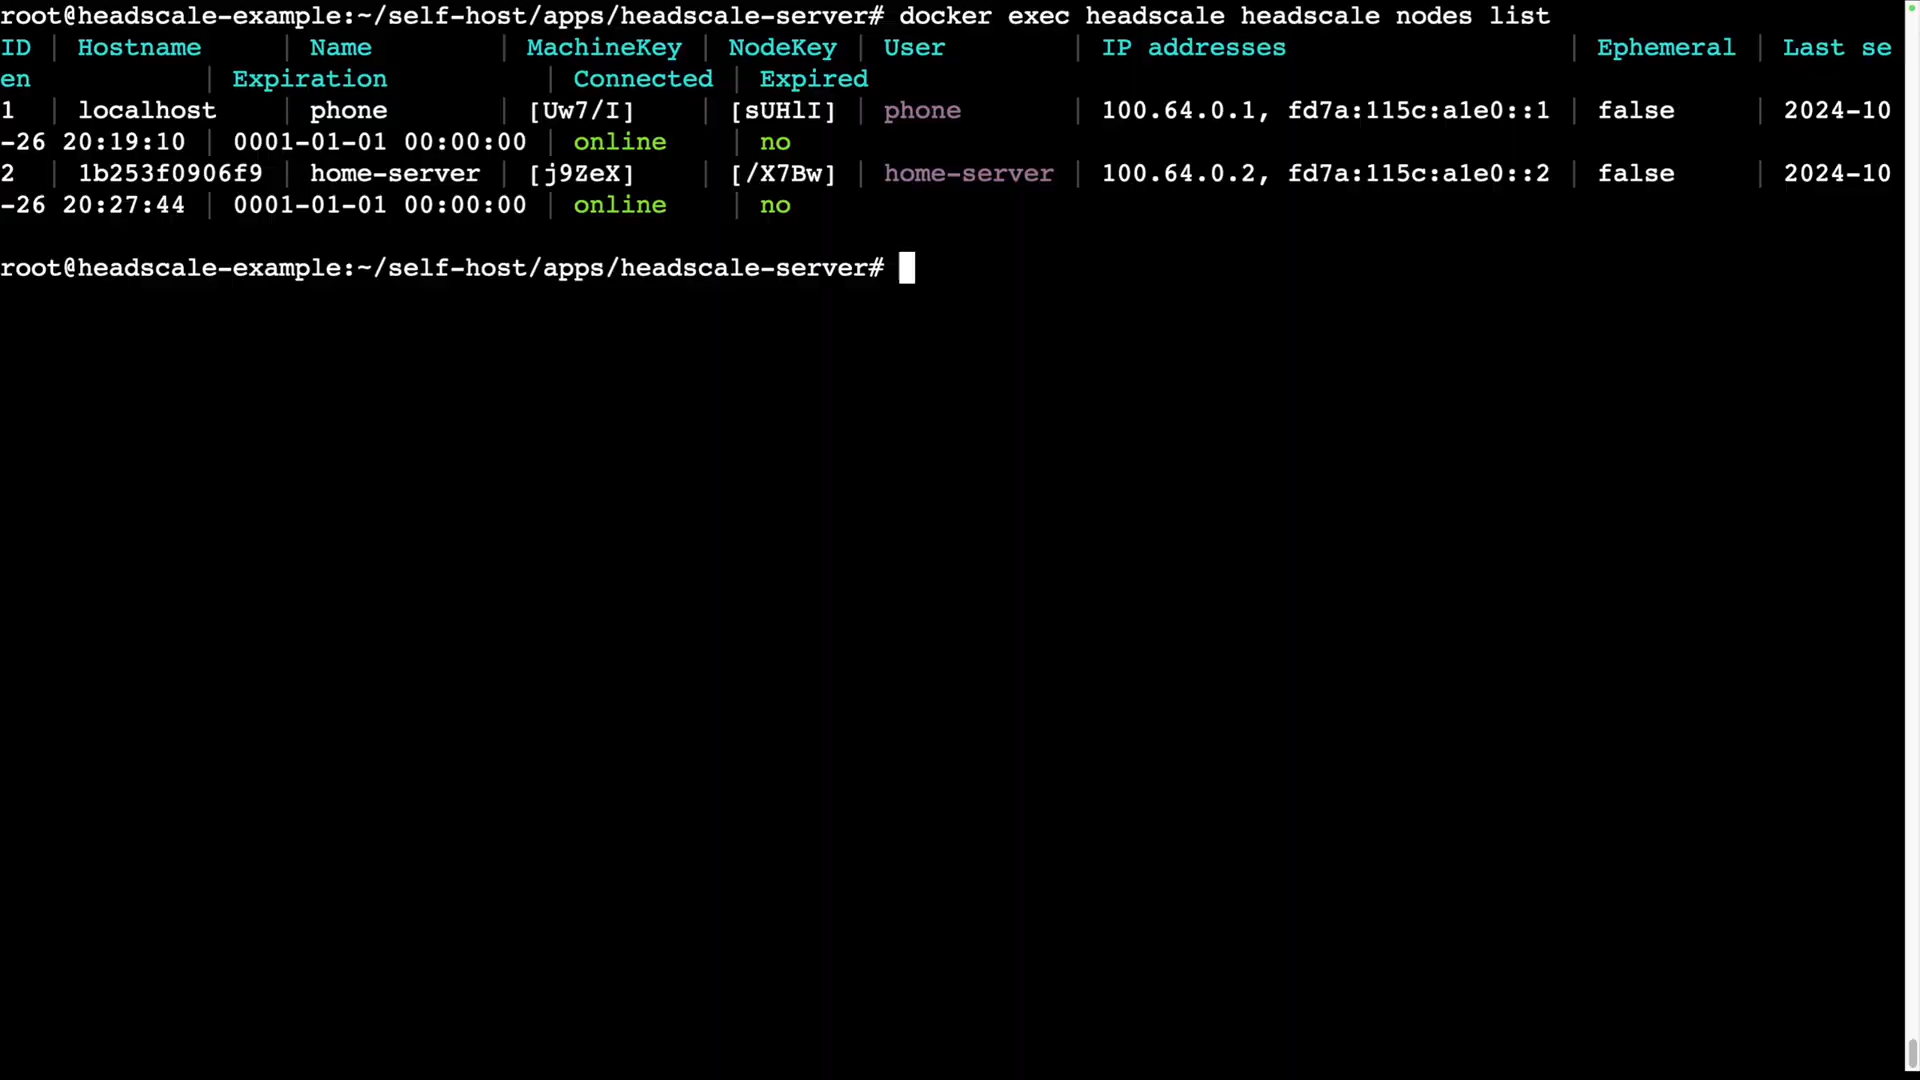 root@headscale-example:~/self-host/apps/headscale-server# docker exec headscale headscale nodes list
ID | Hostname | Name | MachineKey | NodeKey | User | IP addresses | Ephemeral | Last se
en | Expiration | Connected | Expired
1 | localhost | phone | [Uw7/I] | [sUHlI] | phone | 100.64.0.1, fd7a:115c:a1e0::1 | false | 2024-10
-26 20:19:10 | 0001-01-01 00:00:00 | online | no
2 | 1b253f0906f9 | home-server | [j9ZeX] | [/X7Bw] | home-server | 100.64.0.2, fd7a:115c:a1e0::2 | false | 2024-10
-26 20:27:44 | 0001-01-01 00:00:00 | online | no
root@headscale-example:~/self-host/apps/headscale-server#